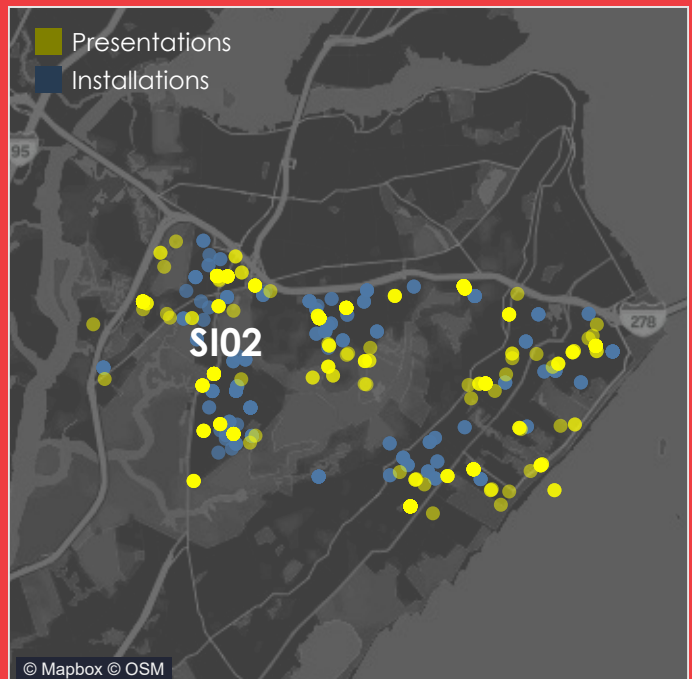 Presentations
Installations
95
SI02
278
© Mapbox © OSM